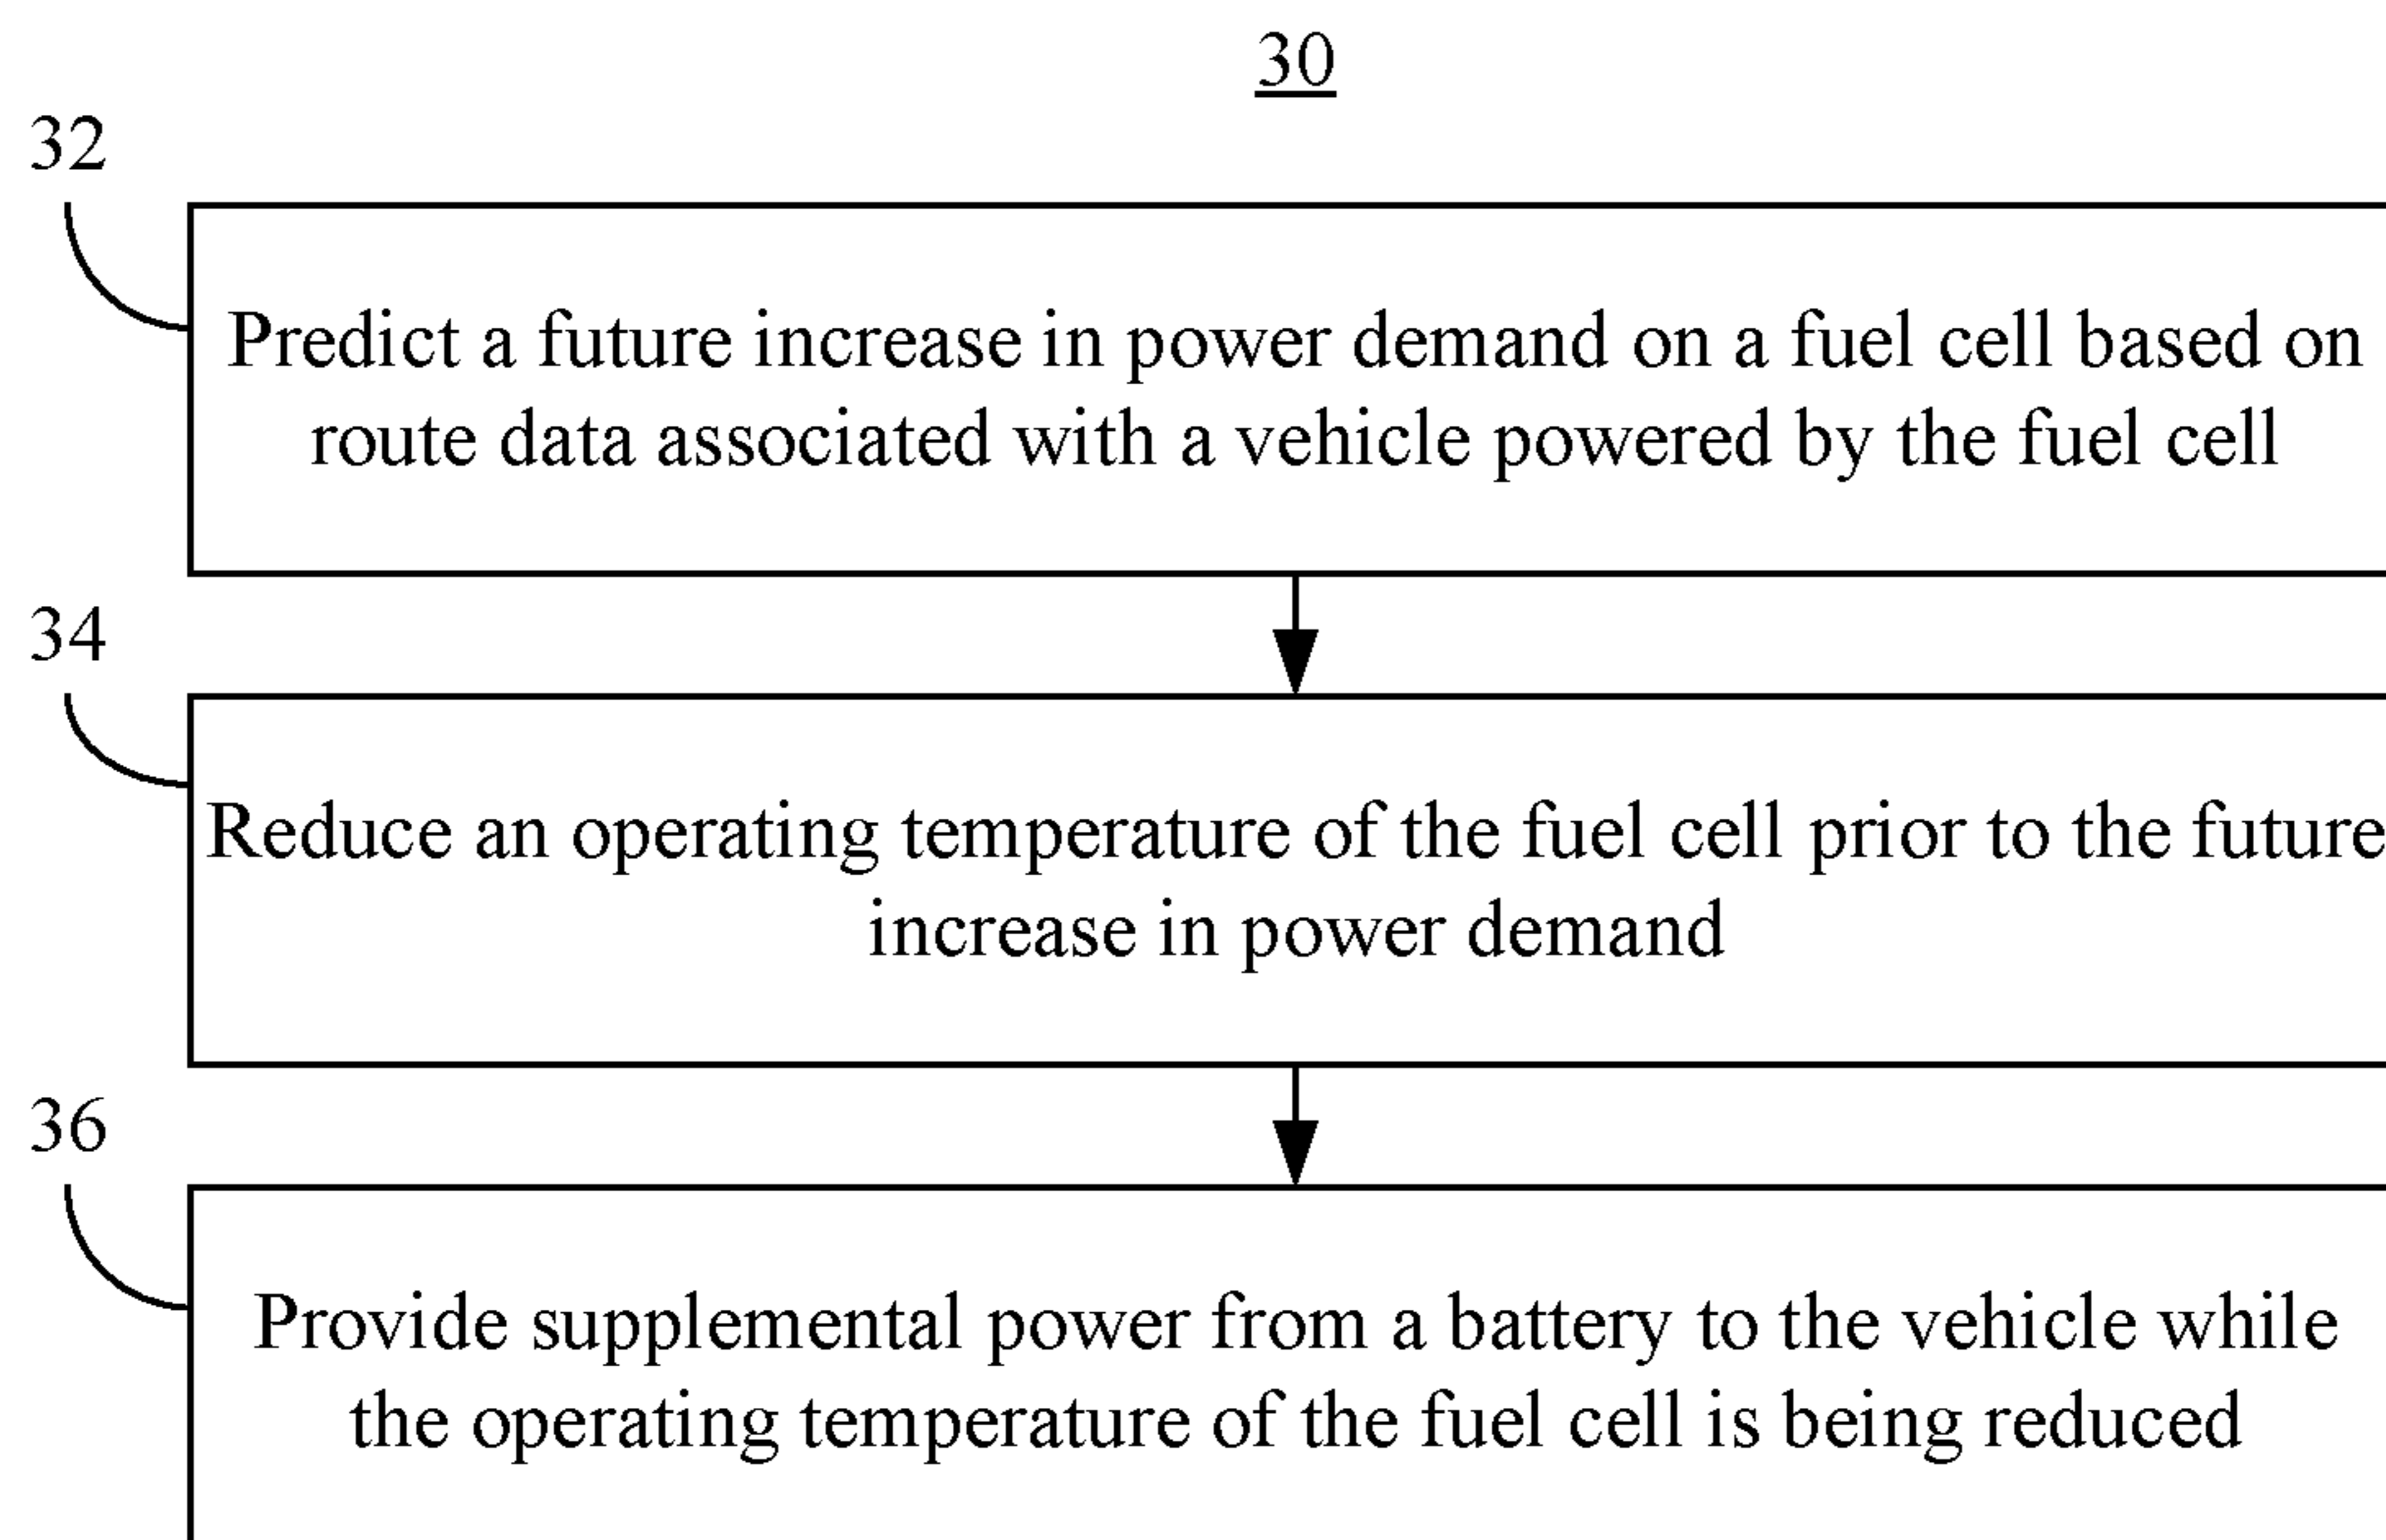 30
32
Predict a future increase in power demand on a fuel cell based on
route data associated with a vehicle powered by the fuel cell
34
Reduce an operating temperature of the fuel cell prior to the future
increase in power demand
36
Provide supplemental power from a battery to the vehicle while
the operating temperature of the fuel cell is being reduced